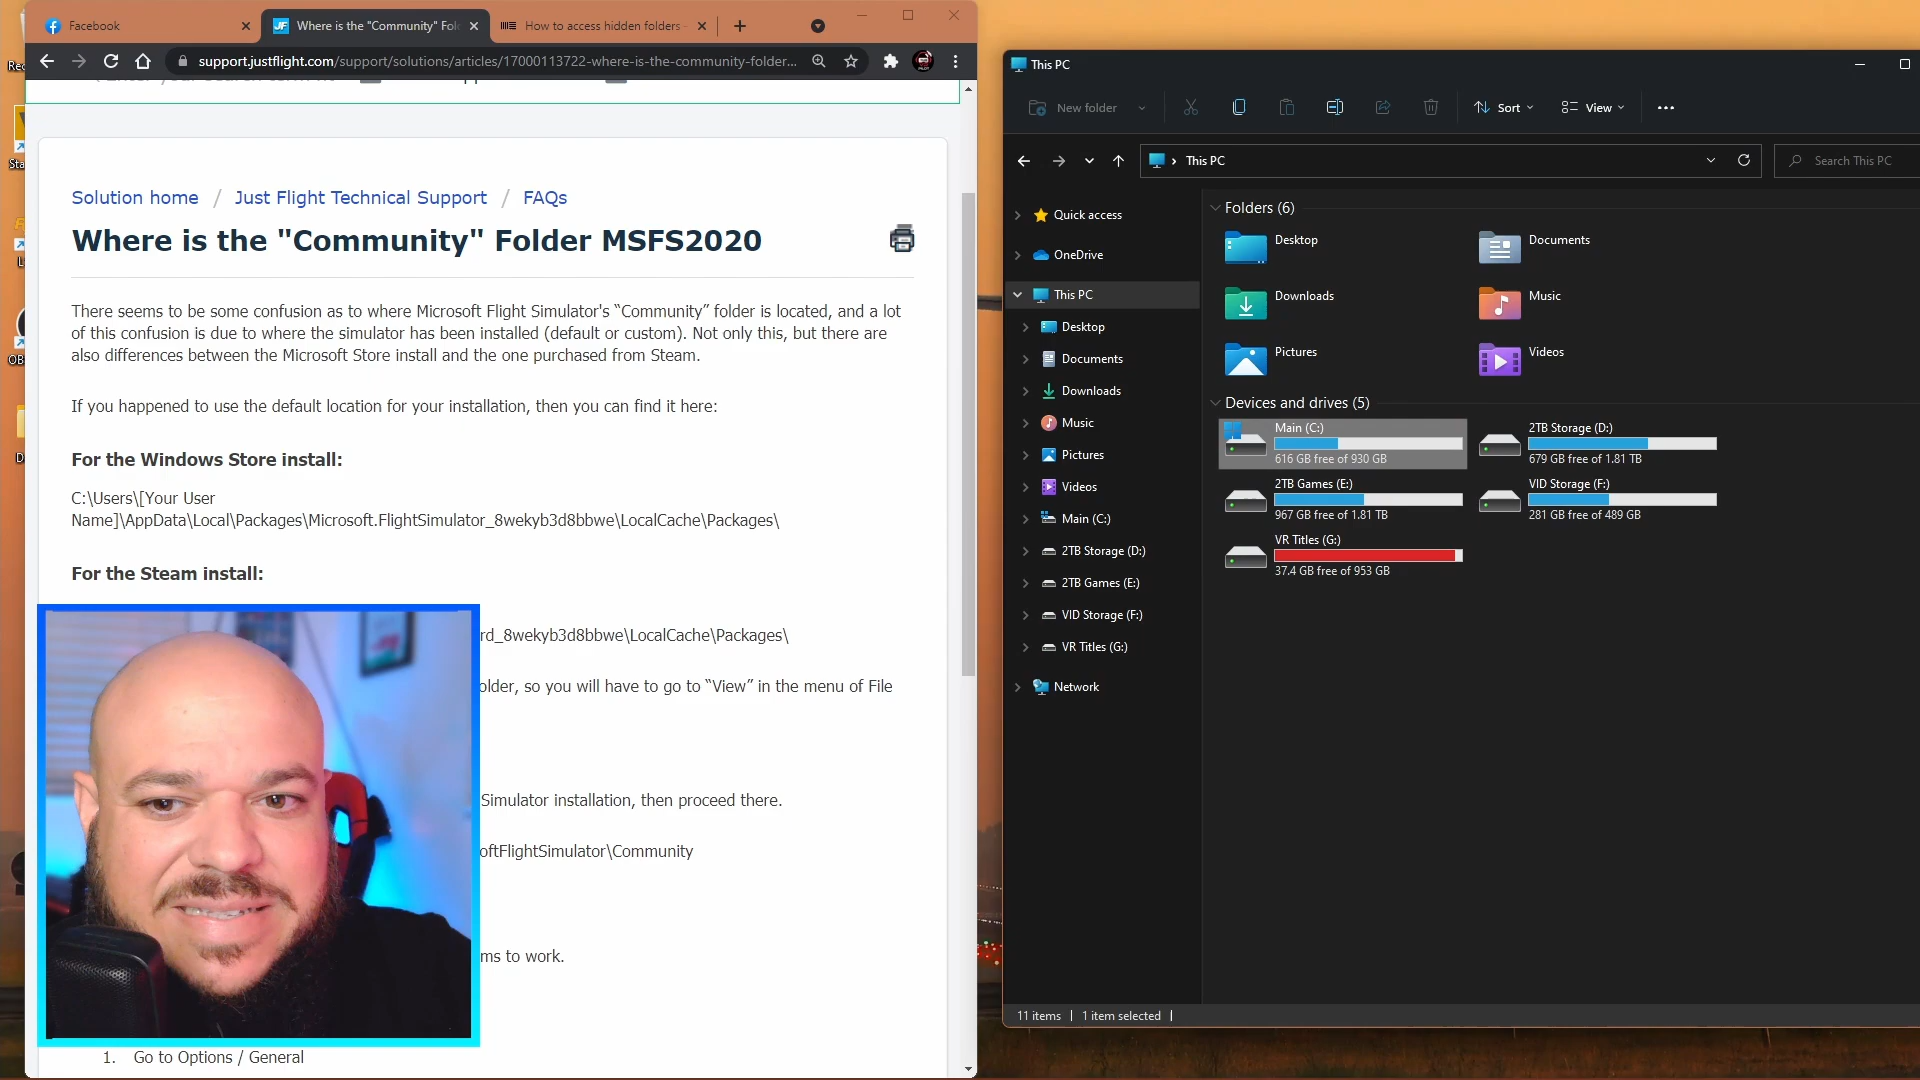 Facebook
Where is the "Community" Fol
How to access hidden folders
support.justflight.com/support/solutions/articles/17000113722-where-is-the-community-folder...
Solution home / Just Flight Technical Support / FAQs
Where is the "Community" Folder MSFS2020
There seems to be some confusion as to where Microsoft Flight Simulator's “Community” folder is located, and a lot
of this confusion is due to where the simulator has been installed (default or custom). Not only this, but there are
also differences between the Microsoft Store install and the one purchased from Steam.
If you happened to use the default location for your installation, then you can find it here:
For the Windows Store install:
C:\Users\[Your User
Name]\AppData\Local\Packages\Microsoft.FlightSimulator_8wekyb3d8bbwe\LocalCache\Packages\
For the Steam install:
rd_8wekyb3d8bbwe\LocalCache\Packages\
older, so you will have to go to “View” in the menu of File
Simulator installation, then proceed there.
oftFlightSimulator\Community
ms to work.
1. Go to Options / General
This PC
New folder
Sort
View
This PC
Search This PC
Quick access
OneDrive
This PC
Desktop
Documents
Downloads
Music
Pictures
Videos
Main (C:)
2TB Storage (D:)
2TB Games (E:)
VID Storage (F:)
VR Titles (G:)
Network
Folders (6)
Desktop
Documents
Downloads
Music
Pictures
Videos
Devices and drives (5)
Main (C:)
616 GB free of 930 GB
2TB Storage (D:)
679 GB free of 1.81 TB
2TB Games (E:)
967 GB free of 1.81 TB
VID Storage (F:)
281 GB free of 489 GB
VR Titles (G:)
37.4 GB free of 953 GB
11 items
1 item selected